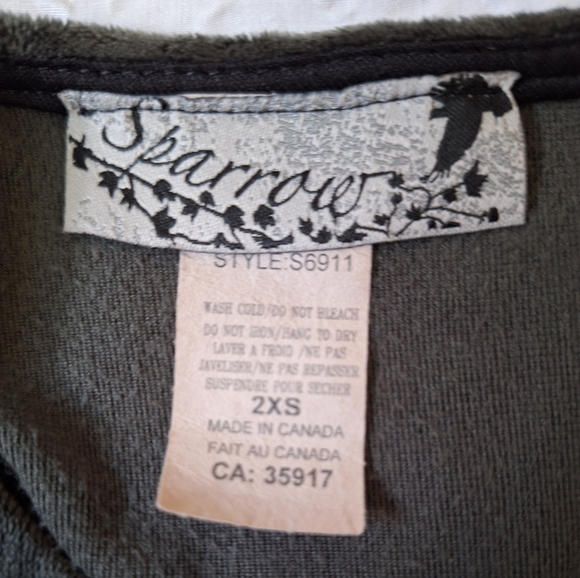 Sparrow
STYLE:S6911
WASH COLD/DO NOT BLEACH
DO NOT IRON/HANG TO DRY
LAVER A FROID /NE PAS
JAVELISER/NE PAS REPASSER
SUSPENDRE POUR SECHER
2XS
MADE IN CANADA
FAIT AU CANADA
CA: 35917